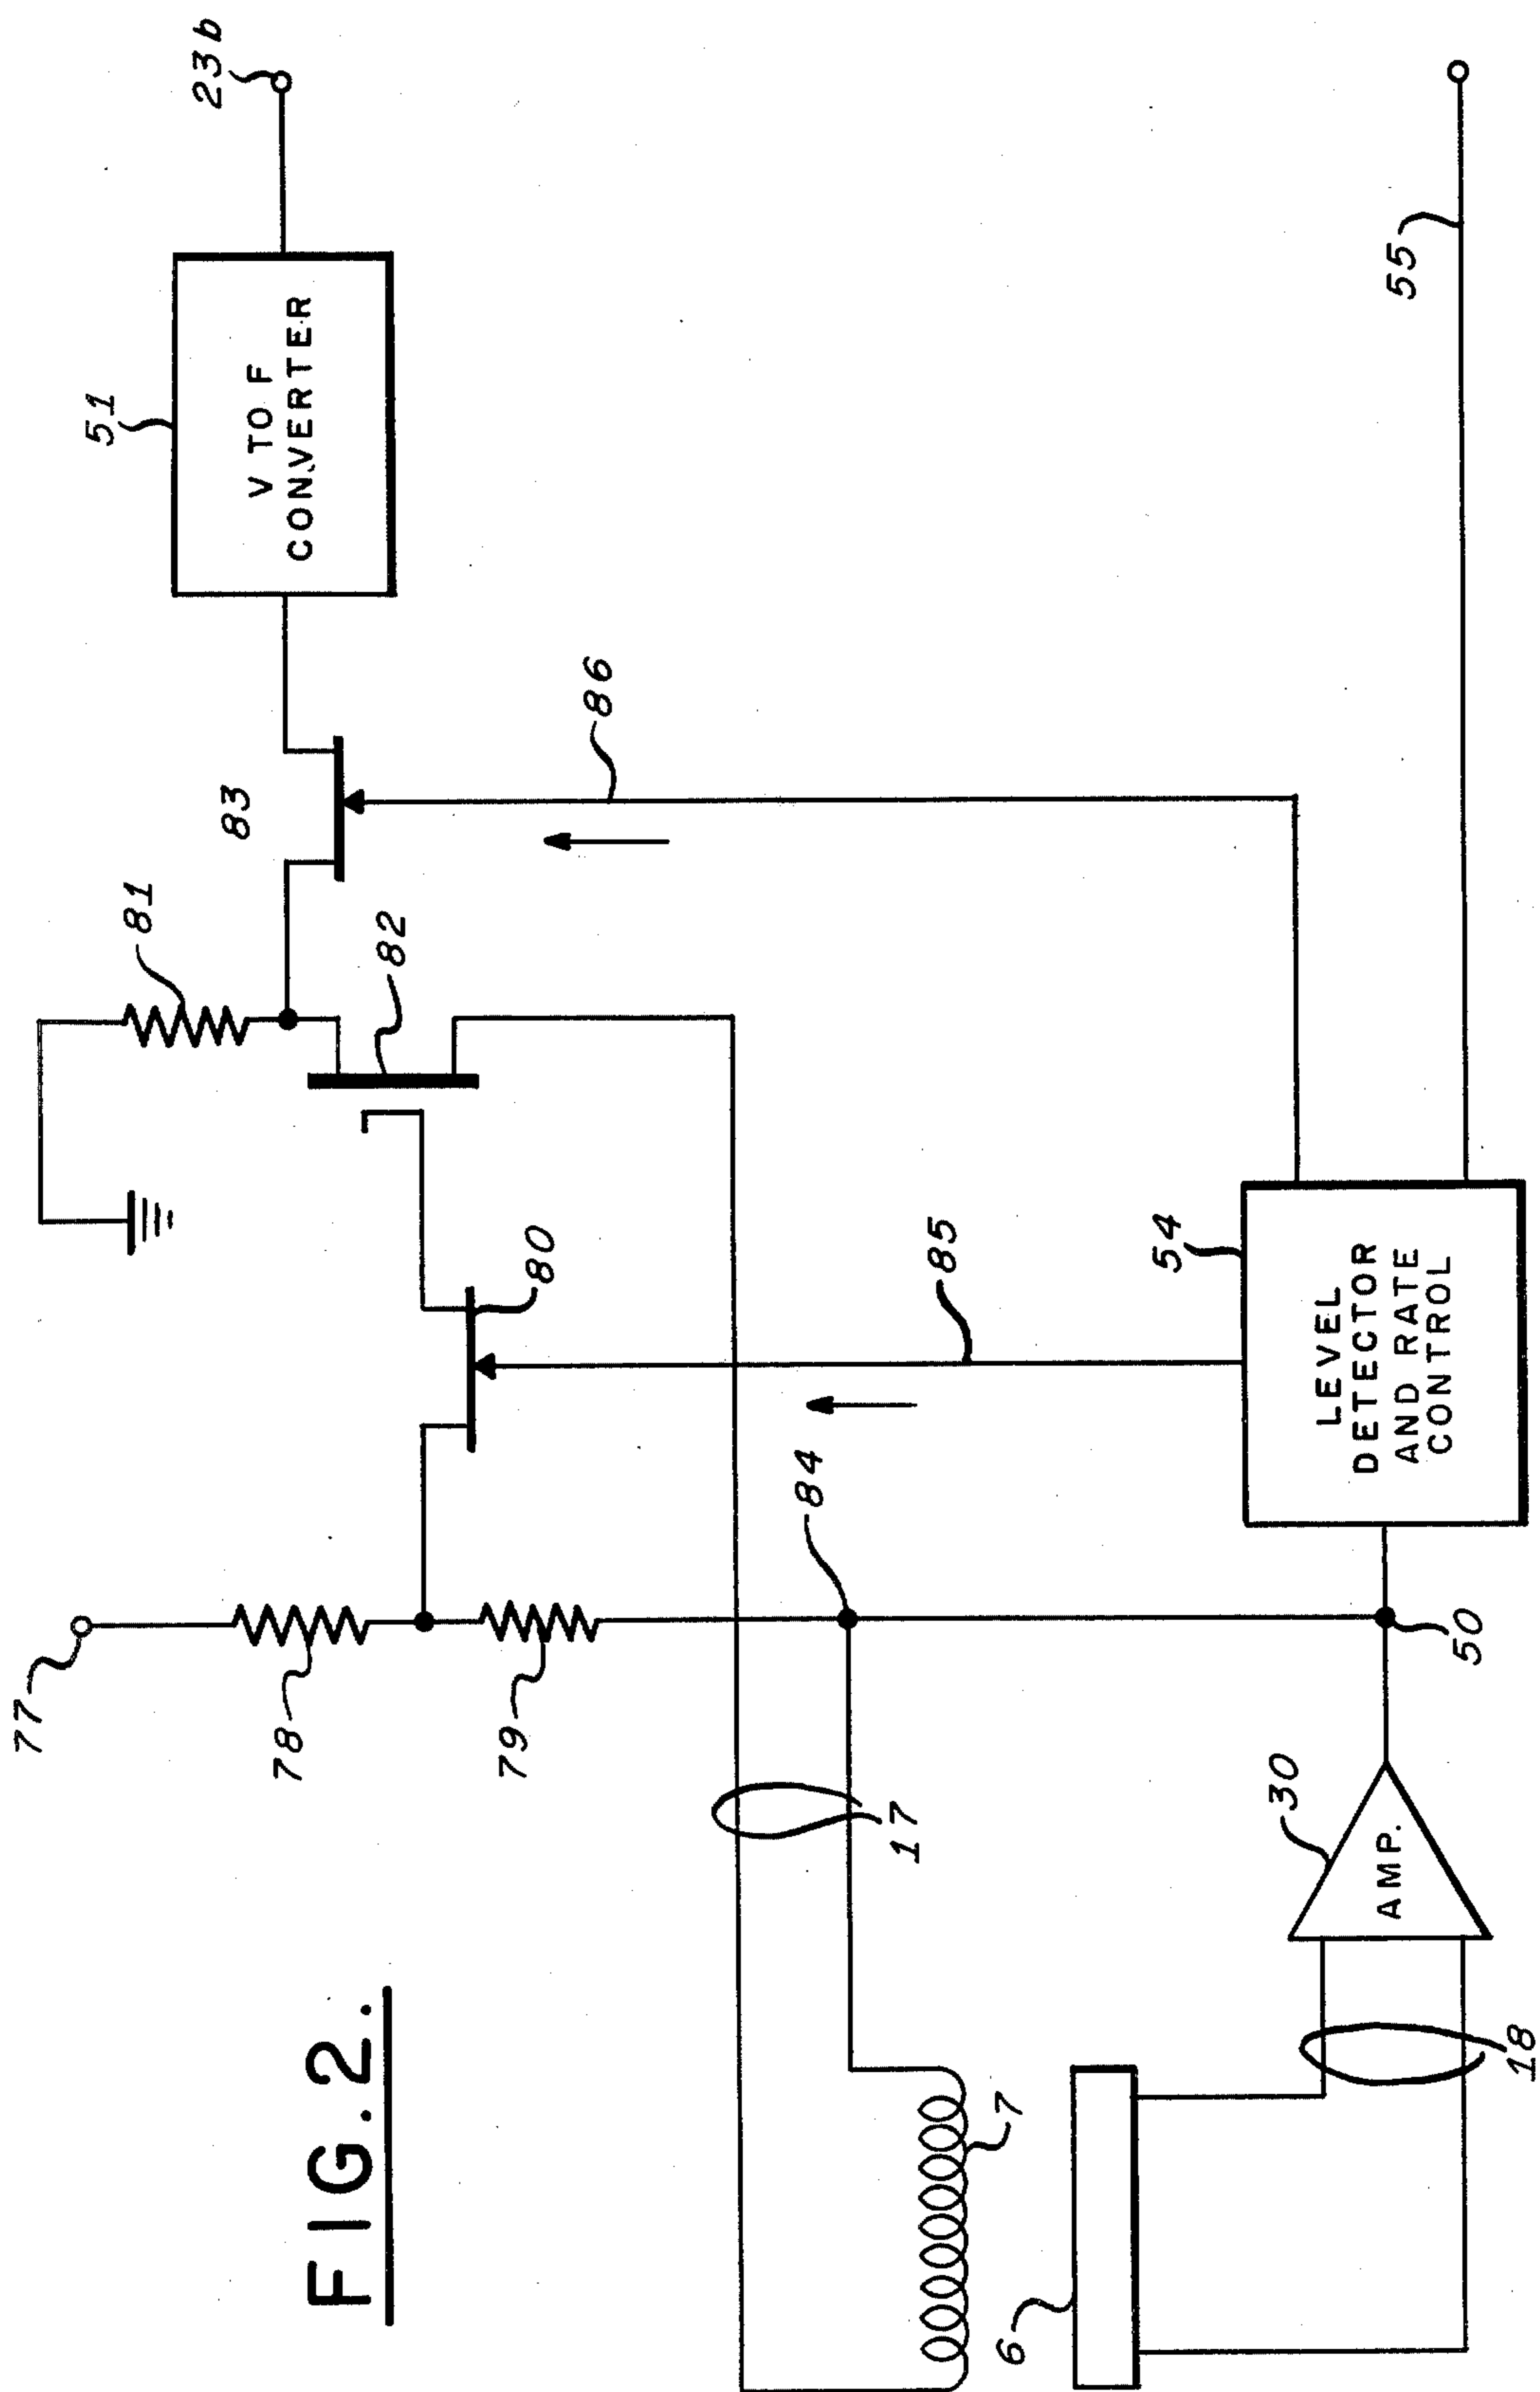 FIG. 2.
77
78
79
80
81
82
83
51
V TO F
CONVERTER
23b
17
84
85
86
7
6
18
30
AMP.
50
54
LEVEL
DETECTOR
AND RATE
CONTROL
55